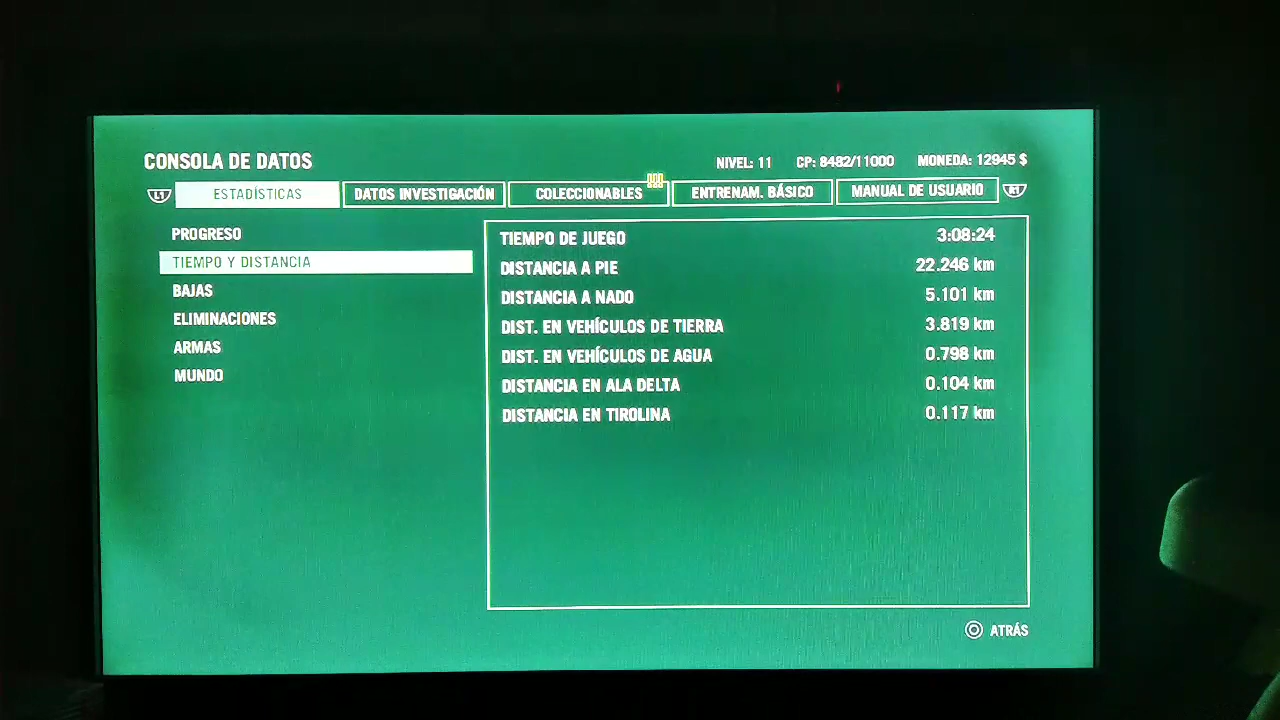 CONSOLA DE DATOS
NIVEL: 11 CP: 8482/11000 MONEDA: 12945 $
L1 ESTADÍSTICAS DATOS INVESTIGACIÓN COLECCIONABLES ENTRENAM. BÁSICO MANUAL DE USUARIO R1
PROGRESO
TIEMPO Y DISTANCIA
BAJAS
ELIMINACIONES
ARMAS
MUNDO
TIEMPO DE JUEGO 3:08:24
DISTANCIA A PIE 22.246 km
DISTANCIA A NADO 5.101 km
DIST. EN VEHÍCULOS DE TIERRA 3.819 km
DIST. EN VEHÍCULOS DE AGUA 0.798 km
DISTANCIA EN ALA DELTA 0.104 km
DISTANCIA EN TIROLINA 0.117 km
ATRÁS